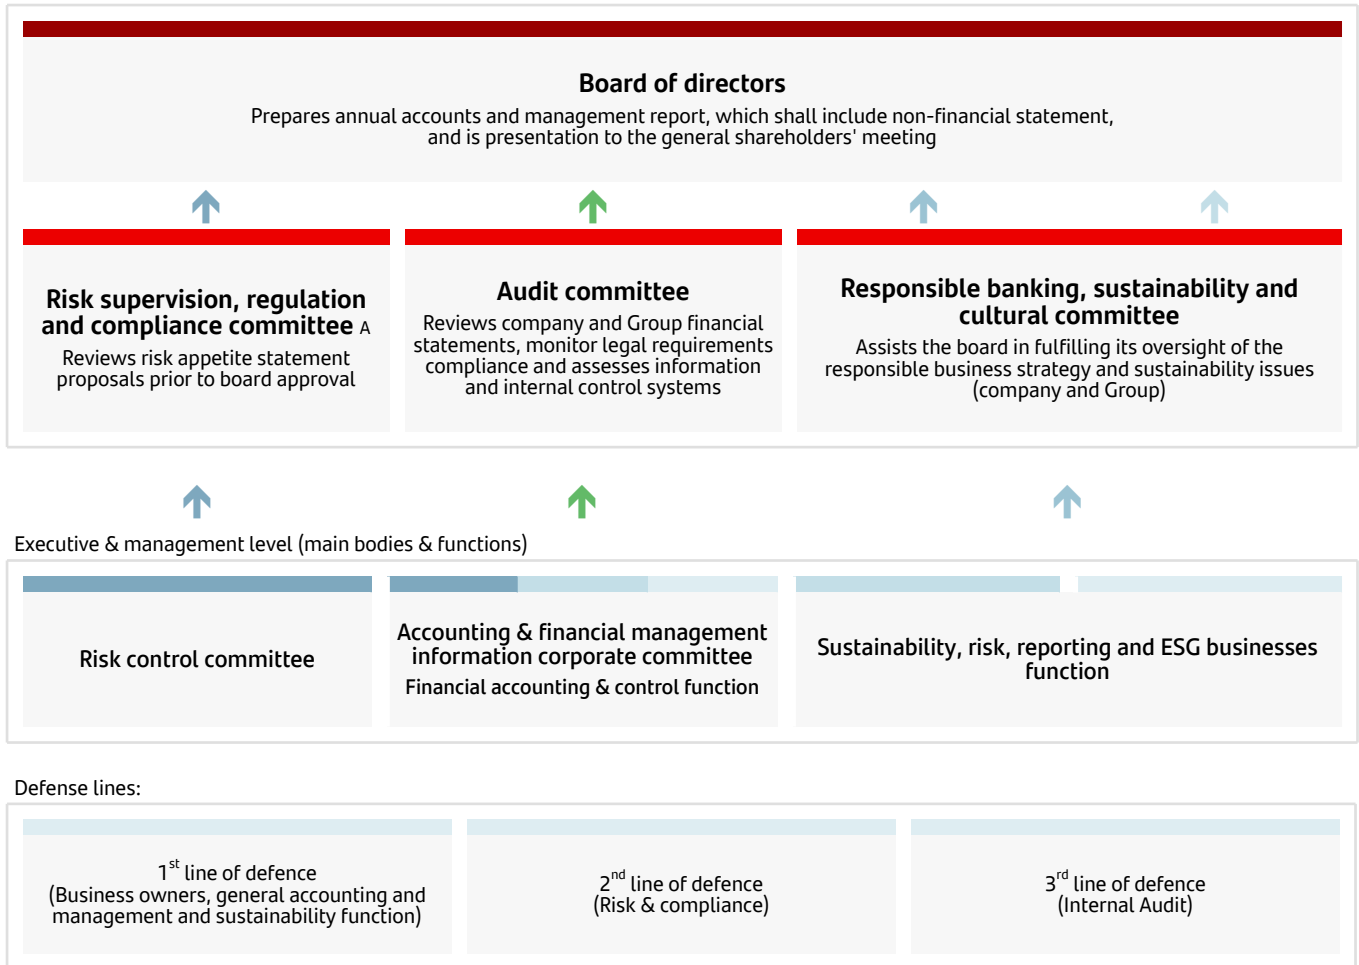 Board of directors
Prepares annual accounts and management report, which shall include non-financial statement,
and is presentation to the general shareholders' meeting
Risk supervision, regulation
and compliance committee A
Reviews risk appetite statement
proposals prior to board approval
Audit committee
Reviews company and Group financial
statements, monitor legal requirements
compliance and assesses information
and internal control systems
Responsible banking, sustainability and
cultural committee
Assists the board in fulfilling its oversight of the
responsible business strategy and sustainability issues
(company and Group)
Executive & management level (main bodies & functions)
Risk control committee
Accounting & financial management
information corporate committee
Financial accounting & control function
Sustainability, risk, reporting and ESG businesses
function
Defense lines:
1st line of defence
(Business owners, general accounting and
management and sustainability function)
2nd line of defence
(Risk & compliance)
3rd line of defence
(Internal Audit)